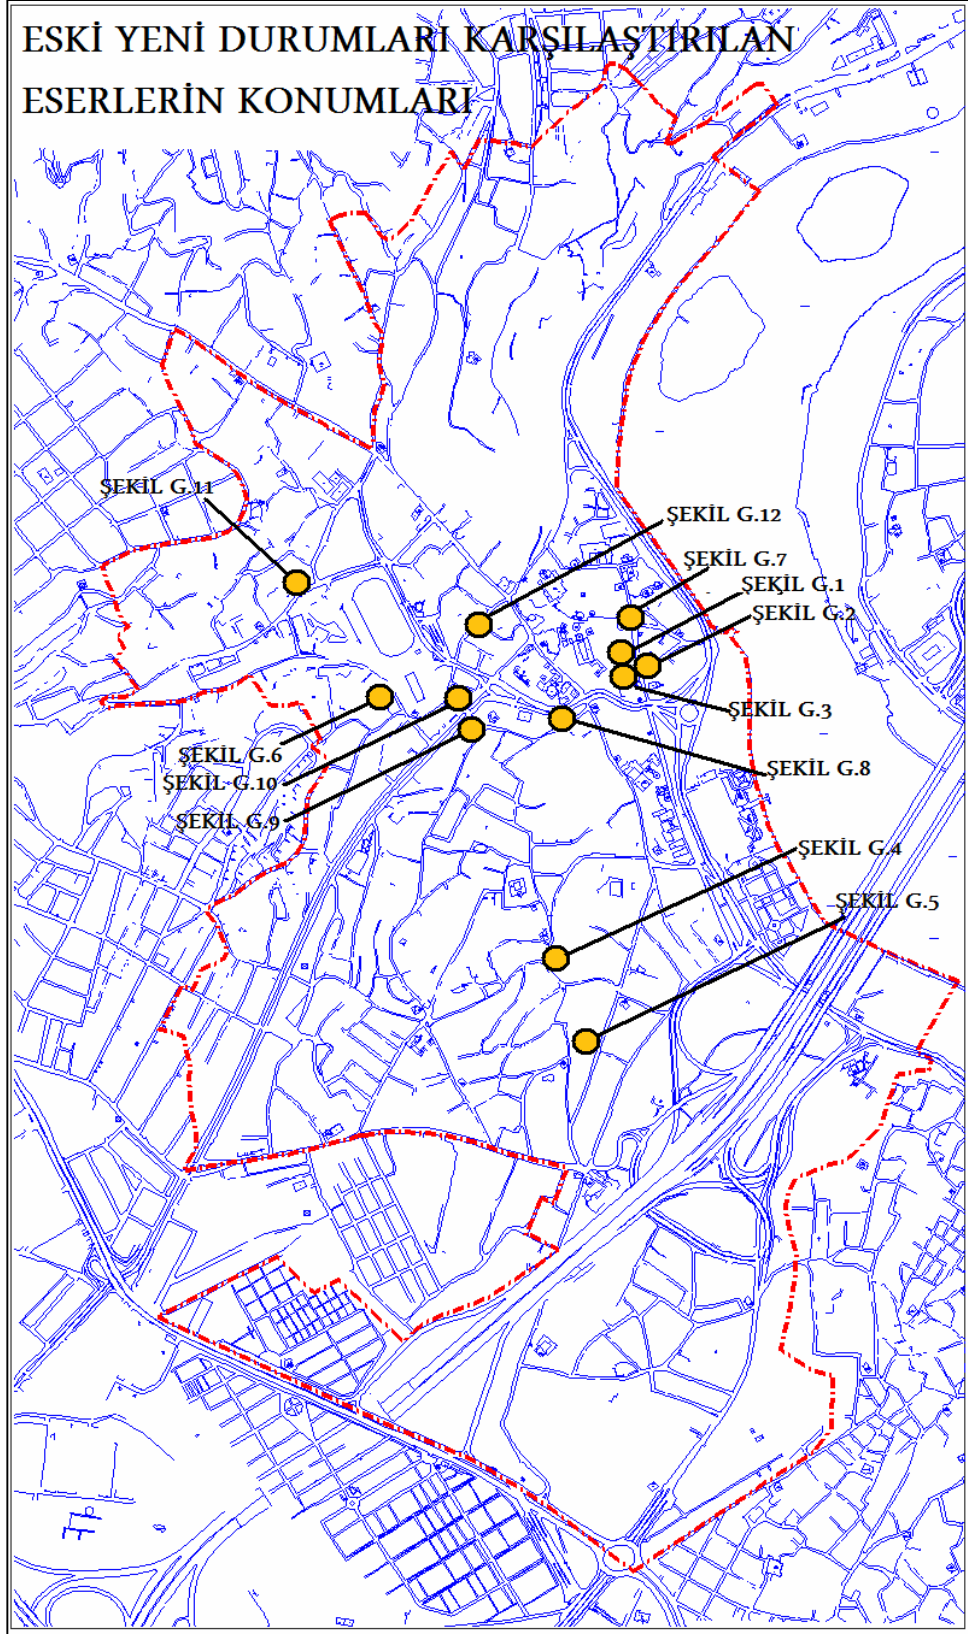 ESKİ YENİ DURUMLARI KARŞILAŞTIRILAN
ESERLERİN KONUMLARI
ŞEKİL G.11
ŞEKİL G.12
ŞEKİL G.7
ŞEKİL G.1
ŞEKİL G.2
ŞEKİL G.3
ŞEKİL G.6
ŞEKİL G.10
ŞEKİL G.8
ŞEKİL G.9
ŞEKİL G.4
ŞEKİL G.5